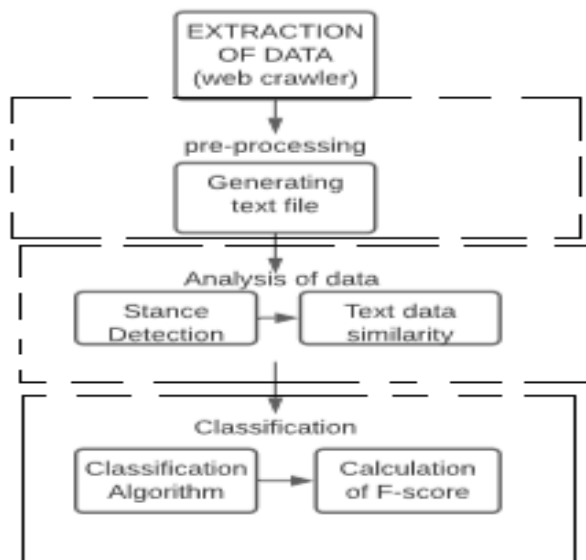 EXTRACTION
OF DATA
(web crawler)
pre-processing
Generating
text file
Analysis of data
Stance
Detection
Text data
similarity
Classification
Classification
Algorithm
Calculation
of F-score